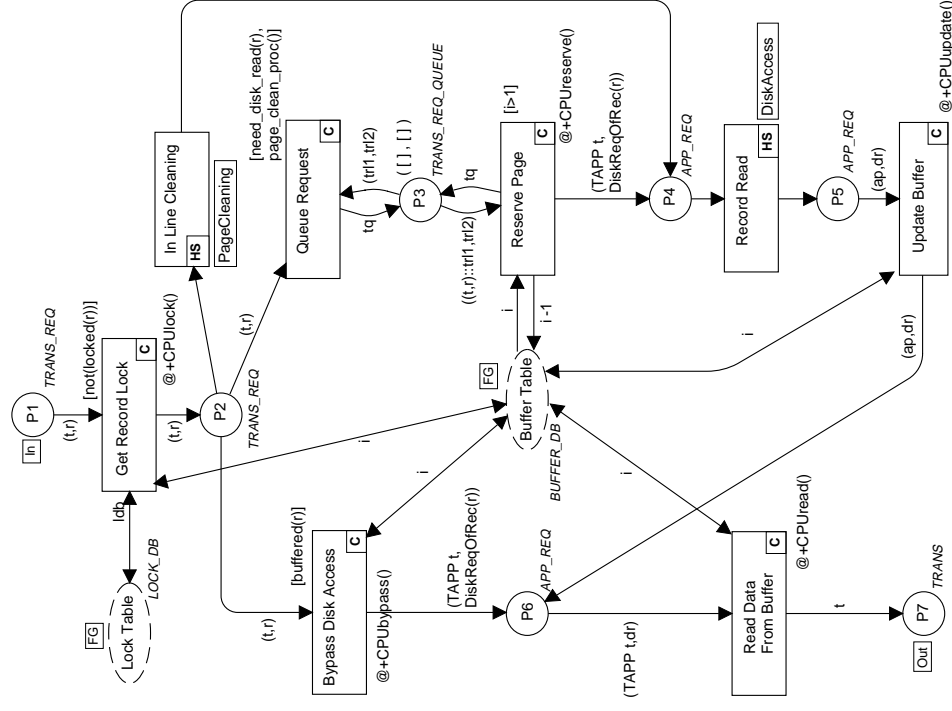 In
P1
TRANS_REQ
(t,r)
[not(locked(r))]
Get Record Lock
C
@+CPUlock()
ldb
FG
Lock Table
LOCK_DB
(t,r)
P2
TRANS_REQ
i
In Line Cleaning
HS
PageCleaning
(t,r)
[need_disk_read(r),
page_clean_proc()]
Queue Request
C
(trl1,trl2)
tq
([ ] , [ ])
P3
TRANS_REQ_QUEUE
tq
((t,r)::trl1,trl2)
[i>1]
Reserve Page
C
@+CPUreserve()
i
i -1
FG
Buffer Table
BUFFER_DB
(TAPP t,
DiskReqOfRec(r))
P4
APP_REQ
Record Read
HS
DiskAccess
P5
APP_REQ
(ap,dr)
Update Buffer
C
@+CPUupdate()
i
(ap,dr)
(t,r)
[buffered(r)]
Bypass Disk Access
C
@+CPUbypass()
i
(TAPP t,
DiskReqOfRec(r))
P6
APP_REQ
(TAPP t,dr)
i
Read Data
From Buffer
C
@+CPUread()
t
Out
P7
TRANS